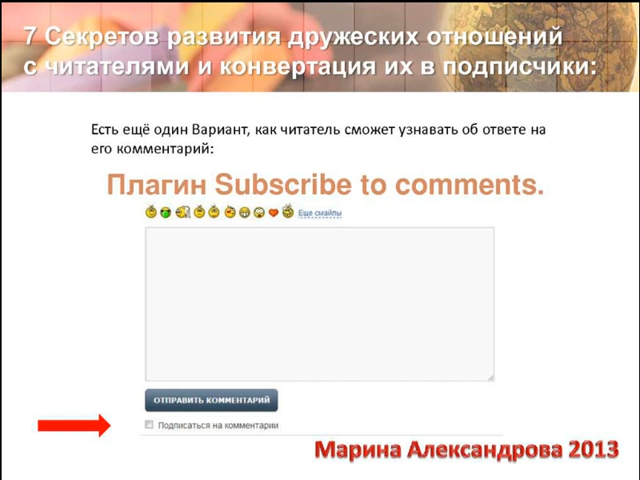 7 Секретов развития дружеских отношений
с читателями и конвертация их в подписчики:
Есть ещё один Вариант, как читатель сможет узнавать об ответе на
его комментарий:
Плагин Subscribe to comments.
Еще смайлы
ОТПРАВИТЬ КОММЕНТАРИЙ
Подписаться на комментарии
Марина Александрова 2013